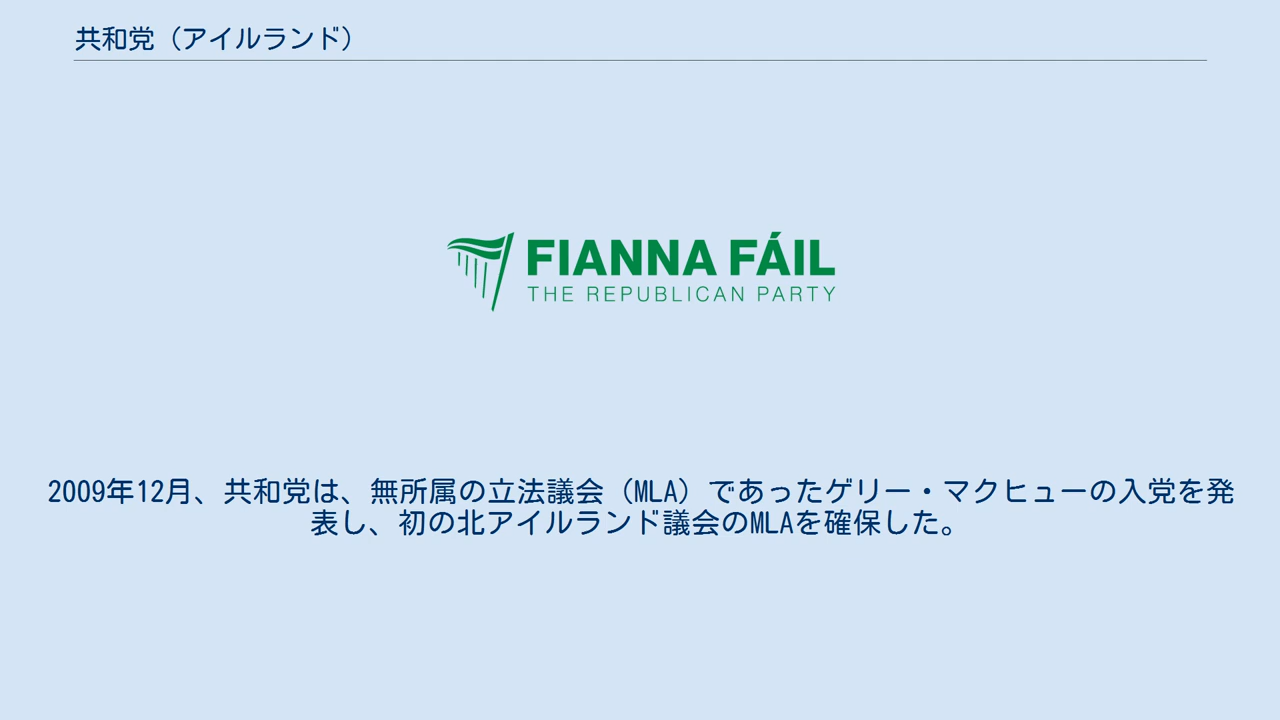 共和党（アイルランド）
FIANNA FÁIL
THE REPUBLICAN PARTY
2009年12月、共和党は、無所属の立法議会（MLA）であったゲリー・マクヒューの入党を発
表し、初の北アイルランド議会のMLAを確保した。